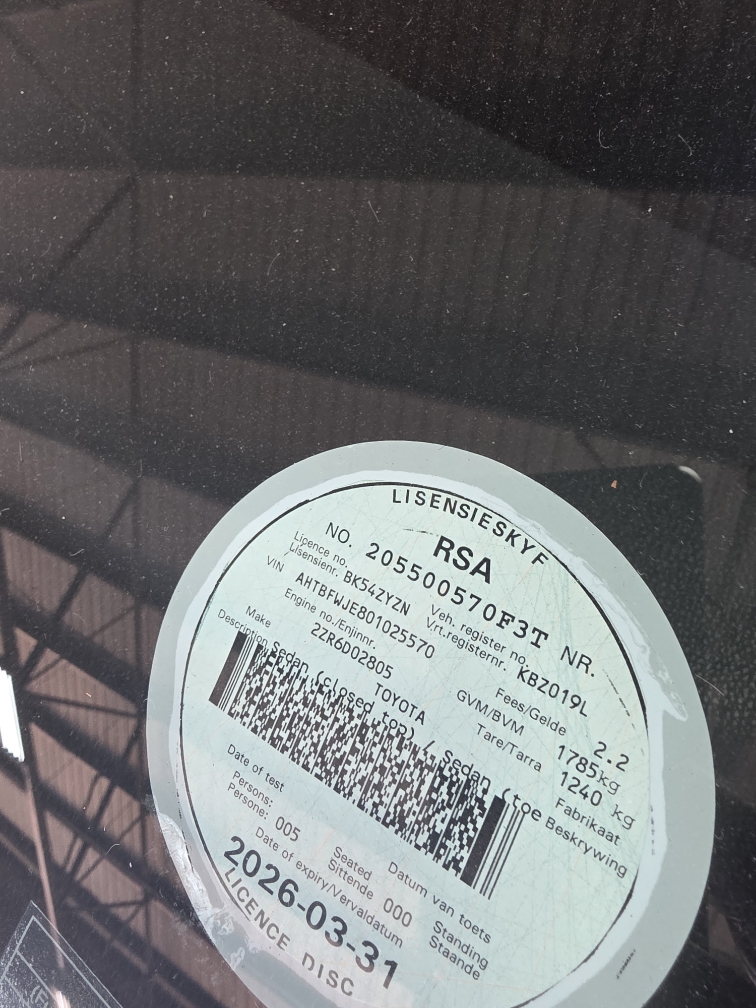 LISENSIESKYF
RSA
NO. 205500570F3T NR.
Licence no. Lisensienr. BK54ZYZN Veh. register no. Vrt.registernr. KBZ019L
VIN AHTBFWJE801025570 Fees/Gelde 2.2
Engine no./Enjinnr. 2ZR6D02805 GVM/BVM 1785kg
Tare/Tarra 1240 kg
Make TOYOTA Fabrikaat
Description Sedan (closed top) / Sedan (toe Beskrywing
Date of test Datum van toets
Persons: Persone: 005 Seated Sittende 000 Standing Staande
Date of expiry/Vervaldatum
2026-03-31
LICENCE DISC